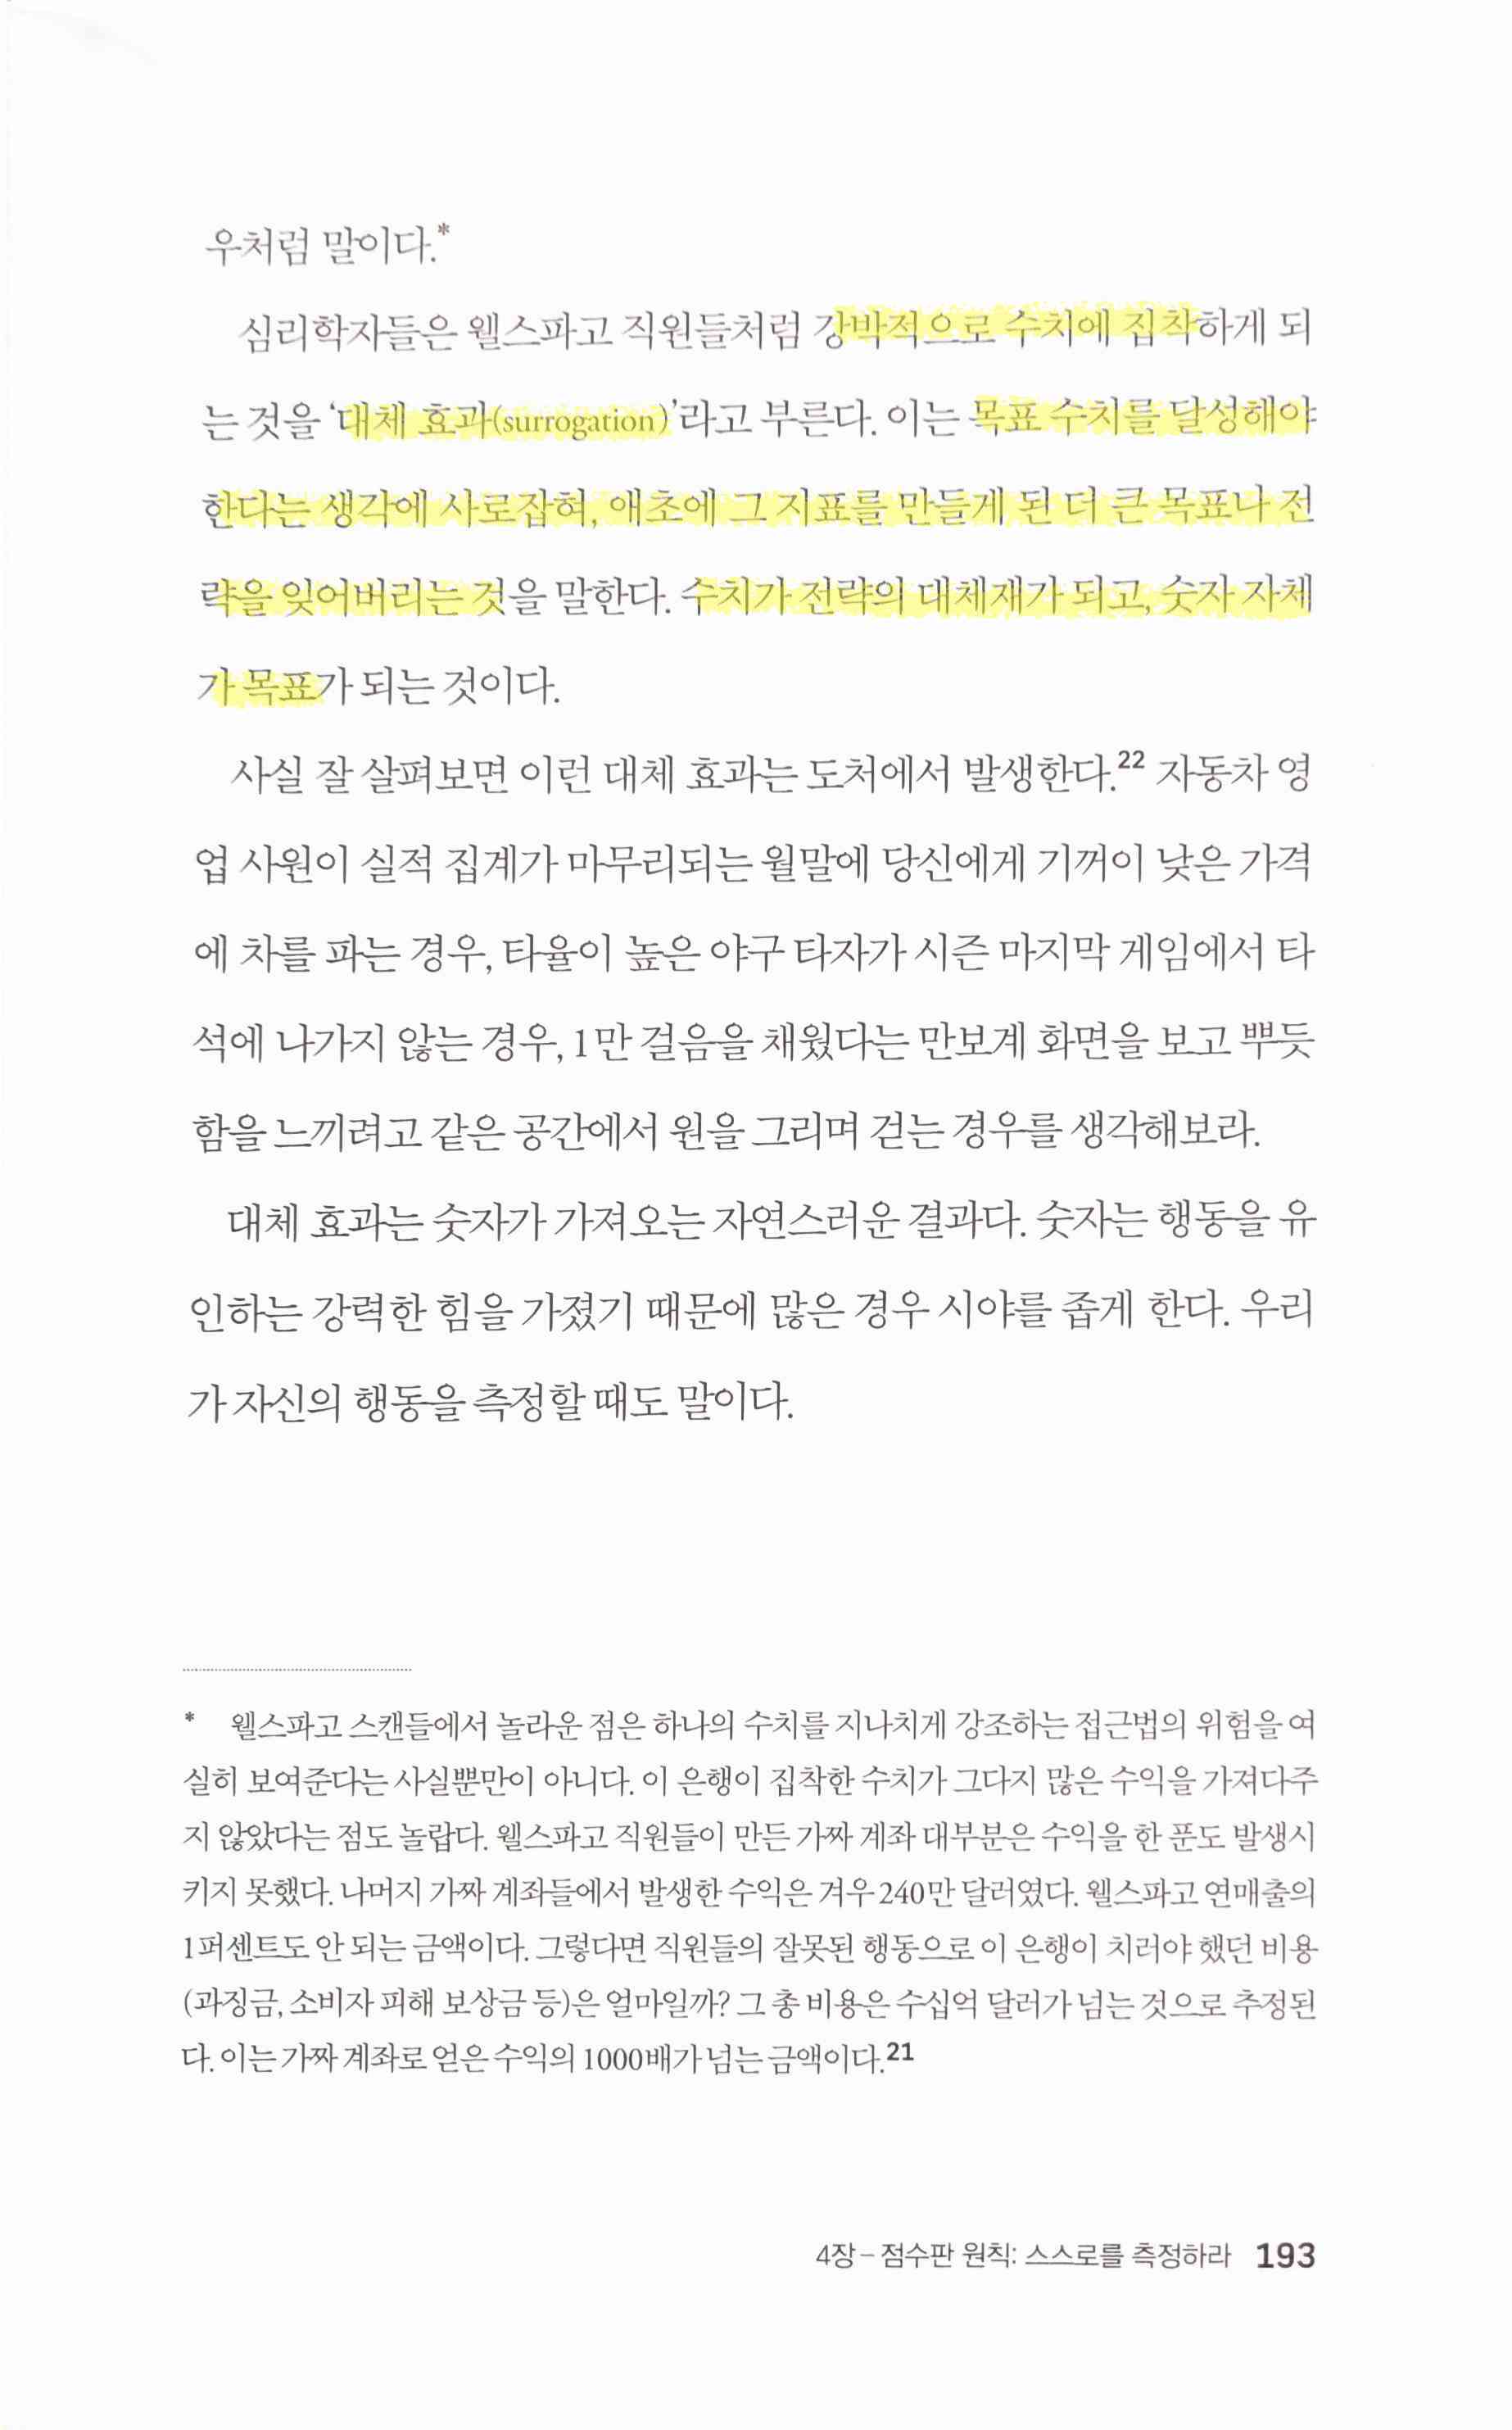 우처럼 말이다.*
심리학자들은 웰스파고 직원들처럼 강박적으로 수치에 집착하게 되
는 것을 ‘대체 효과(surrogation)’라고 부른다. 이는 목표 수치를 달성해야
한다는 생각에 사로잡혀, 애초에 그 지표를 만들게 된 더 큰 목표나 전
략을 잊어버리는 것을 말한다. 수치가 전략의 대체재가 되고, 숫자 자체
가 목표가 되는 것이다.
사실 잘 살펴보면 이런 대체 효과는 도처에서 발생한다.22 자동차 영
업 사원이 실적 집계가 마무리되는 월말에 당신에게 기꺼이 낮은 가격
에 차를 파는 경우, 타율이 높은 야구 타자가 시즌 마지막 게임에서 타
석에 나가지 않는 경우, 1만 걸음을 채웠다는 만보계 화면을 보고 뿌듯
함을 느끼려고 같은 공간에서 원을 그리며 걷는 경우를 생각해보라.
대체 효과는 숫자가 가져오는 자연스러운 결과다. 숫자는 행동을 유
인하는 강력한 힘을 가졌기 때문에 많은 경우 시야를 좁게 한다. 우리
가 자신의 행동을 측정할 때도 말이다.
* 웰스파고 스캔들에서 놀라운 점은 하나의 수치를 지나치게 강조하는 접근법의 위험을 여
실히 보여준다는 사실뿐만이 아니다. 이 은행이 집착한 수치가 그다지 많은 수익을 가져다주
지 않았다는 점도 놀랍다. 웰스파고 직원들이 만든 가짜 계좌 대부분은 수익을 한 푼도 발생시
키지 못했다. 나머지 가짜 계좌들에서 발생한 수익은 겨우 240만 달러였다. 웰스파고 연매출의
1퍼센트도 안 되는 금액이다. 그렇다면 직원들의 잘못된 행동으로 이 은행이 치러야 했던 비용
(과징금, 소비자 피해 보상금 등)은 얼마일까? 그 총 비용은 수십억 달러가 넘는 것으로 추정된
다. 이는 가짜 계좌로 얻은 수익의 1000배가 넘는 금액이다.21
4장 – 점수판 원칙: 스스로를 측정하라 193